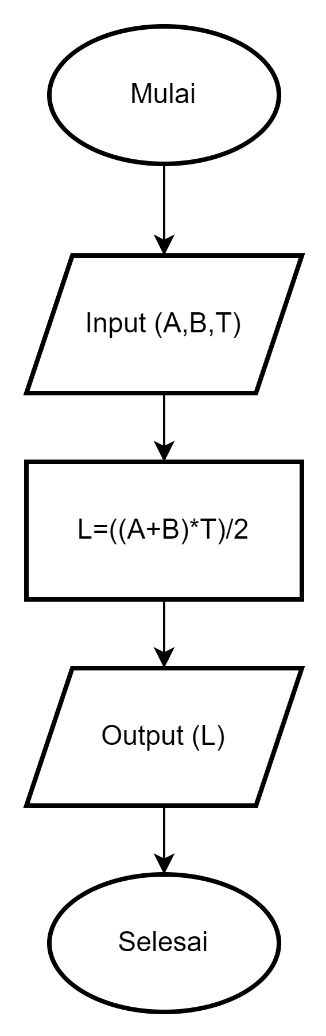 Mulai
Input (A,B,T)
L=((A+B)*T)/2
Output (L)
Selesai